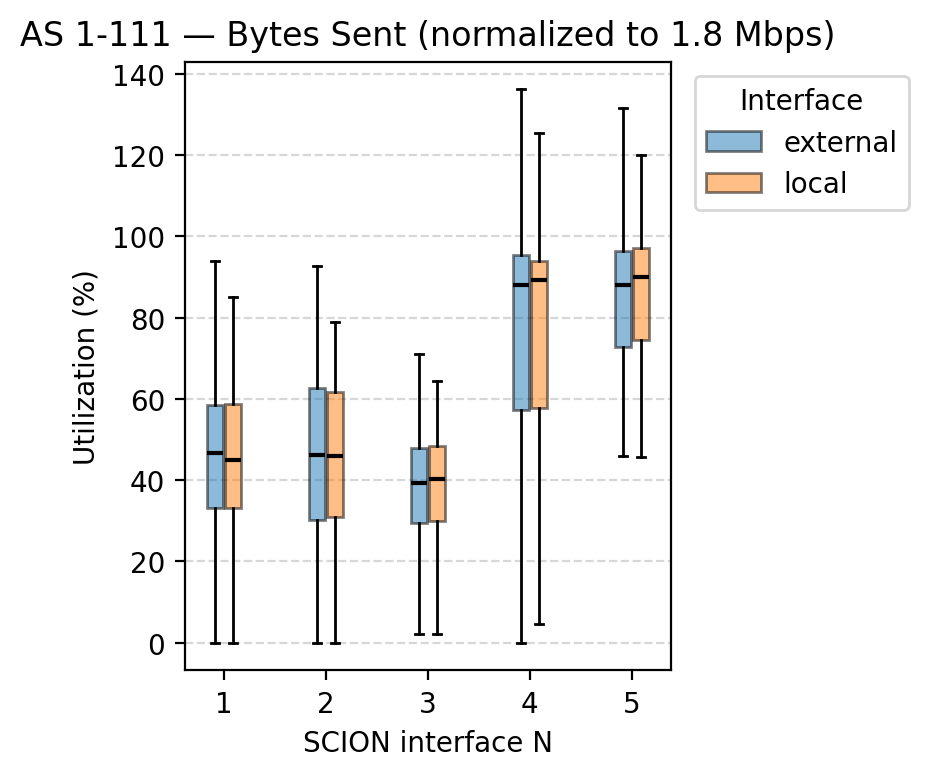 AS 1-111 — Bytes Sent (normalized to 1.8 Mbps)
Interface
external
local
Utilization (%)
140
120
100
80
60
40
20
0
1 2 3 4 5
SCION interface N